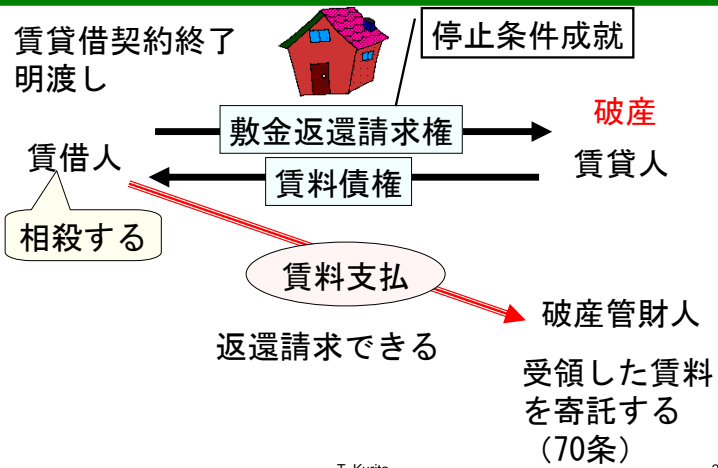 賃貸借契約終了
明渡し
停止条件成就
敷金返還請求権
破産
賃借人
賃貸人
賃料債権
相殺する
賃料支払
破産管財人
返還請求できる
受領した賃料
を寄託する
（70条）
T. Kurita